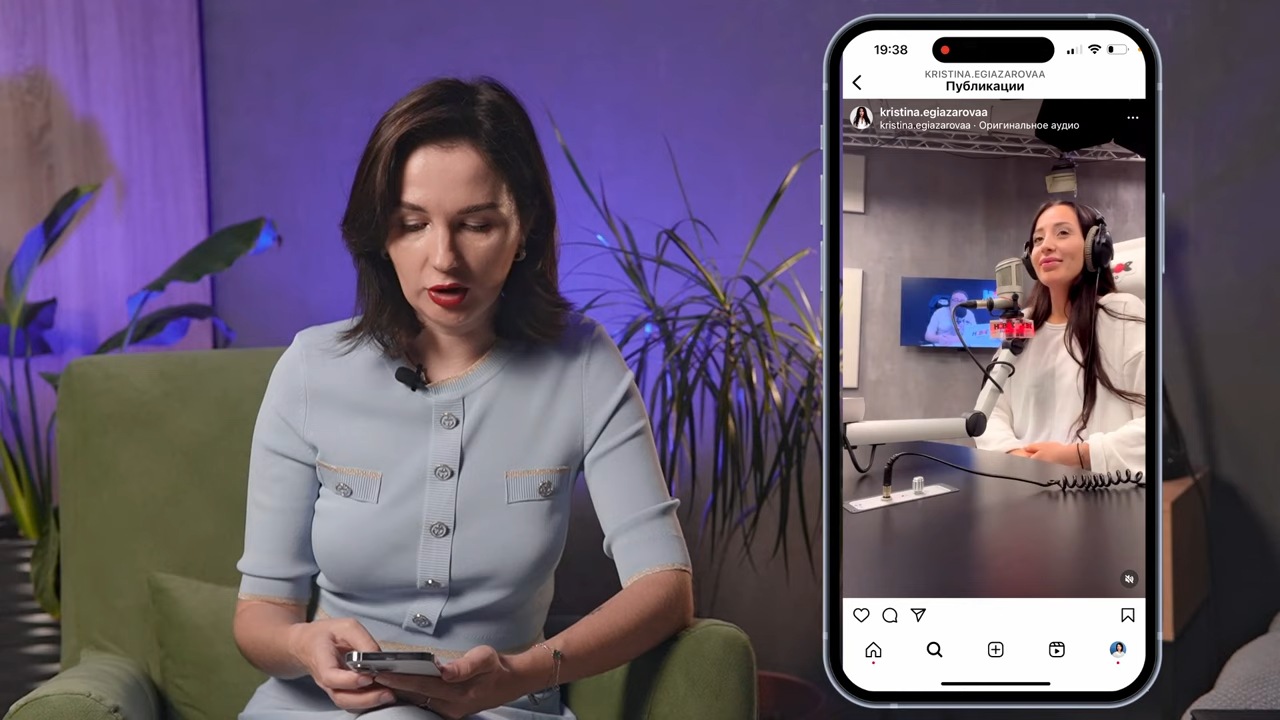 19:38
KRISTINA.EGIAZAROVAA
Публикации
kristina.egiazarovaa
kristina.egiazarovaa · Оригинальное аудио